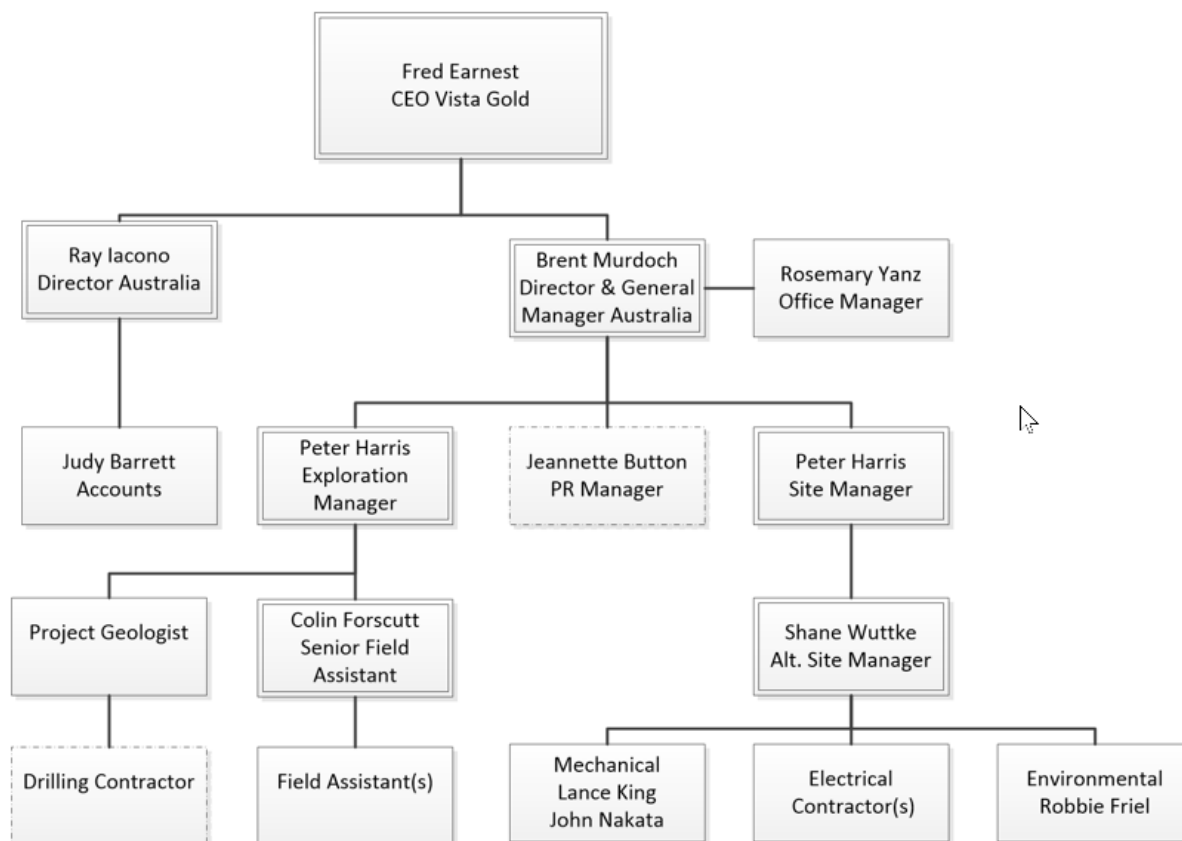 Fred Earnest
CEO Vista Gold
Ray Iacono
Director Australia
Brent Murdoch
Director & General
Manager Australia
Rosemary Yanz
Office Manager
Judy Barrett
Accounts
Peter Harris
Exploration
Manager
Jeannette Button
PR Manager
Peter Harris
Site Manager
Project Geologist
Colin Forscutt
Senior Field
Assistant
Shane Wuttke
Alt. Site Manager
Drilling Contractor
Field Assistant(s)
Mechanical
Lance King
John Nakata
Electrical
Contractor(s)
Environmental
Robbie Friel